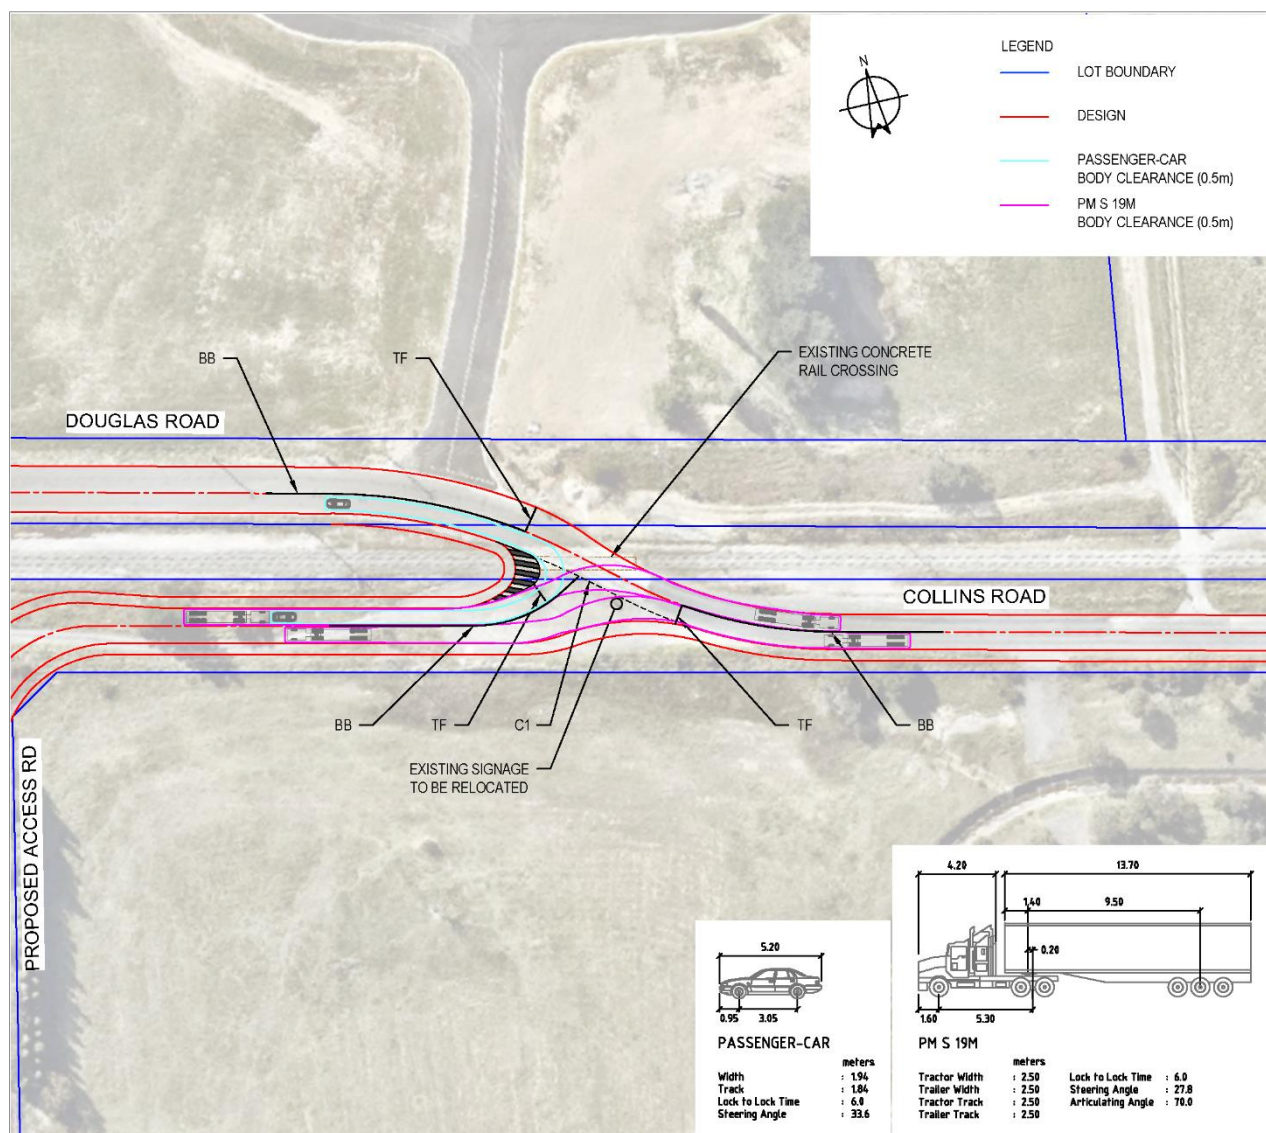 LEGEND
N
LOT BOUNDARY
DESIGN
PASSENGER-CAR
BODY CLEARANCE (0.5m)
PM S 19M
BODY CLEARANCE (0.5m)
BB
TF
EXISTING CONCRETE
RAIL CROSSING
DOUGLAS ROAD
COLLINS ROAD
BB
TF
C1
TF
BB
EXISTING SIGNAGE
TO BE RELOCATED
PROPOSED ACCESS RD
5.20
0.95
3.05
PASSENGER-CAR
meters
Width : 1.94
Track : 1.84
Lock to Lock Time : 6.0
Steering Angle : 33.6
4.20
13.70
1.40
9.50
0.20
1.60
5.30
PM S 19M
meters
Tractor Width : 2.50
Trailer Width : 2.50
Tractor Track : 2.50
Trailer Track : 2.50
Lock to Lock Time : 6.0
Steering Angle : 27.8
Articulating Angle : 70.0